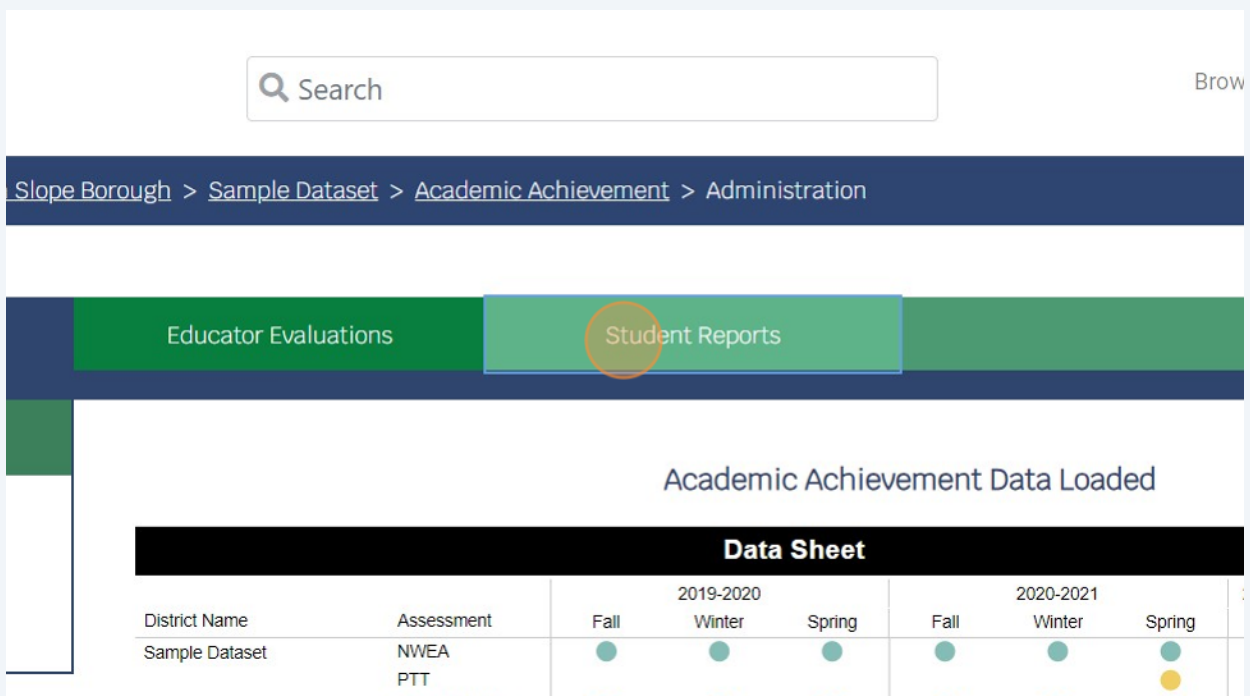 Search
Slope Borough > Sample Dataset > Academic Achievement > Administration
Educator Evaluations Student Reports
Academic Achievement Data Loaded
Data Sheet
2019-2020 2020-2021
District Name Assessment Fall Winter Spring Fall Winter Spring
Sample Dataset NWEA
PTT